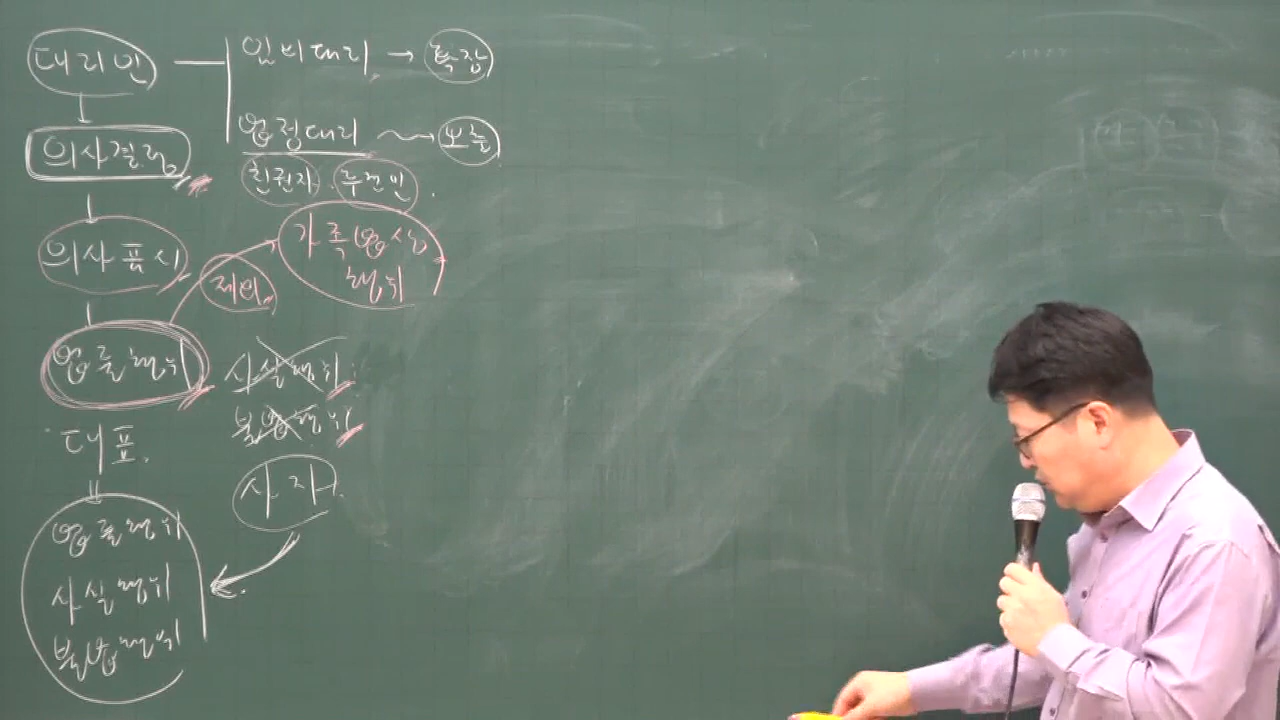 대리인
임비대리 → 확장
법정대리 → 보충
친권자 . 후견인 .
의사결정
의사표시
제외
가족법상
행위
법률행위
사실행위
불법행위
대표.
사자.
법률행위
사실행위
불법행위